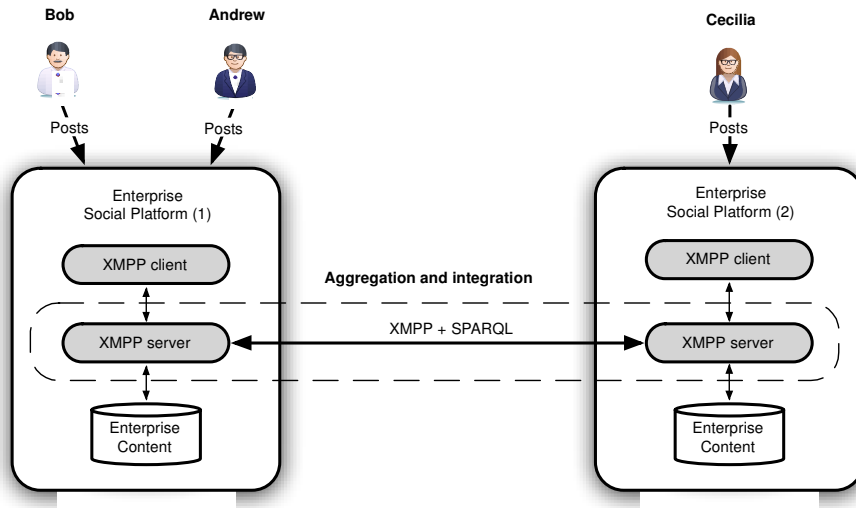 Bob
Andrew
Cecilia
Posts
Posts
Posts
Enterprise
Social Platform (1)
Enterprise
Social Platform (2)
XMPP client
XMPP client
Aggregation and integration
XMPP + SPARQL
XMPP server
XMPP server
Enterprise
Content
Enterprise
Content